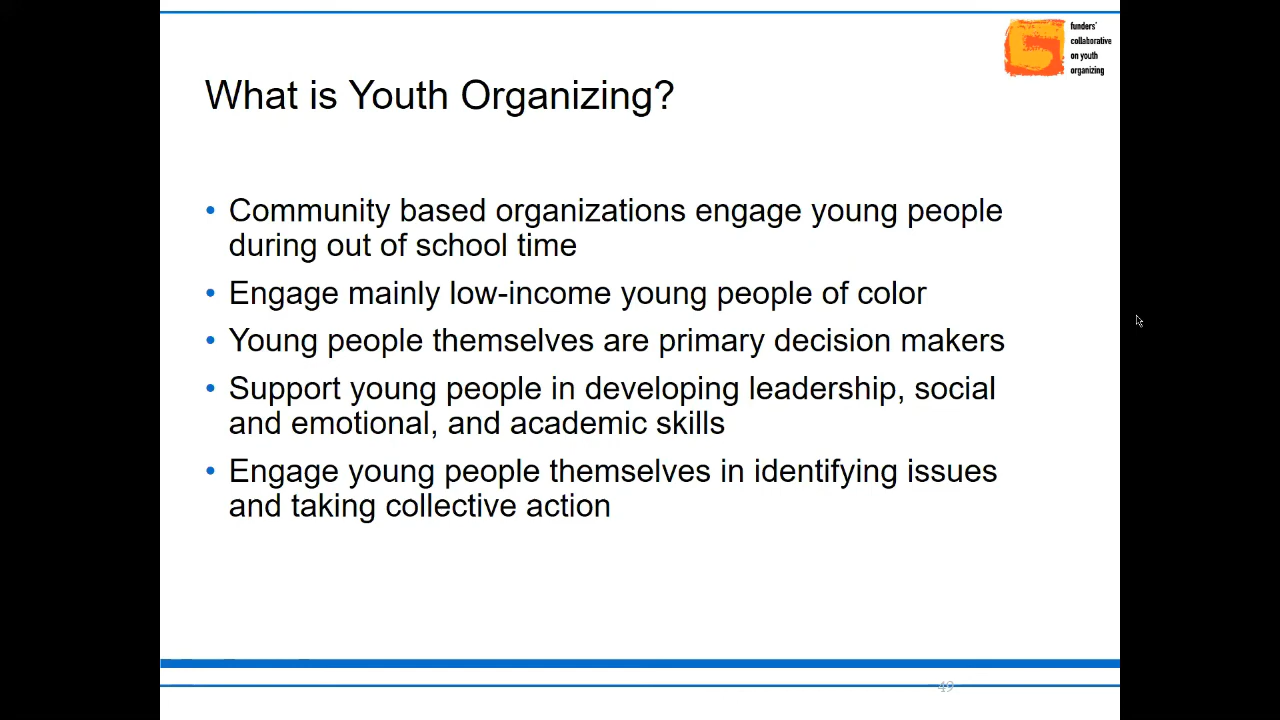 funders'
collaborative
on youth
organizing
What is Youth Organizing?
• Community based organizations engage young people
during out of school time
• Engage mainly low-income young people of color
• Young people themselves are primary decision makers
• Support young people in developing leadership, social
and emotional, and academic skills
• Engage young people themselves in identifying issues
and taking collective action
49